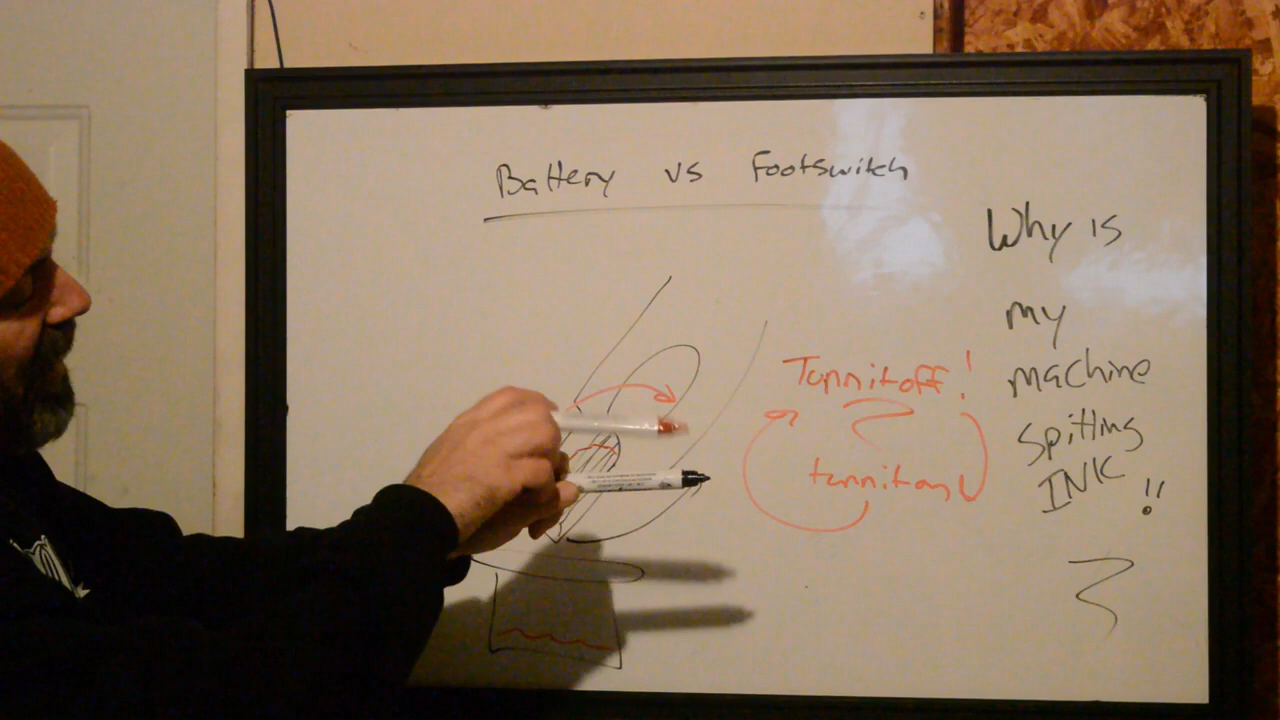 Battery vs Footswitch
Why is
my
machine
spitting
INK !!
Turnitoff!
turniton